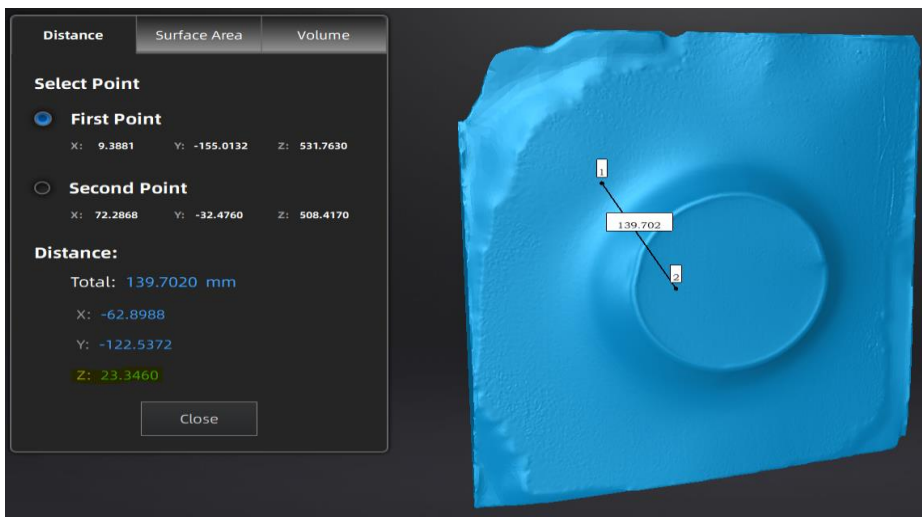 Distance Surface Area Volume
Select Point
First Point
X: 9.3881 Y: -155.0132 Z: 531.7630
Second Point
X: 72.2868 Y: -32.4760 Z: 508.4170
Distance:
Total: 139.7020 mm
X: -62.8988
Y: -122.5372
Z: 23.3460
Close
1
139.702
2